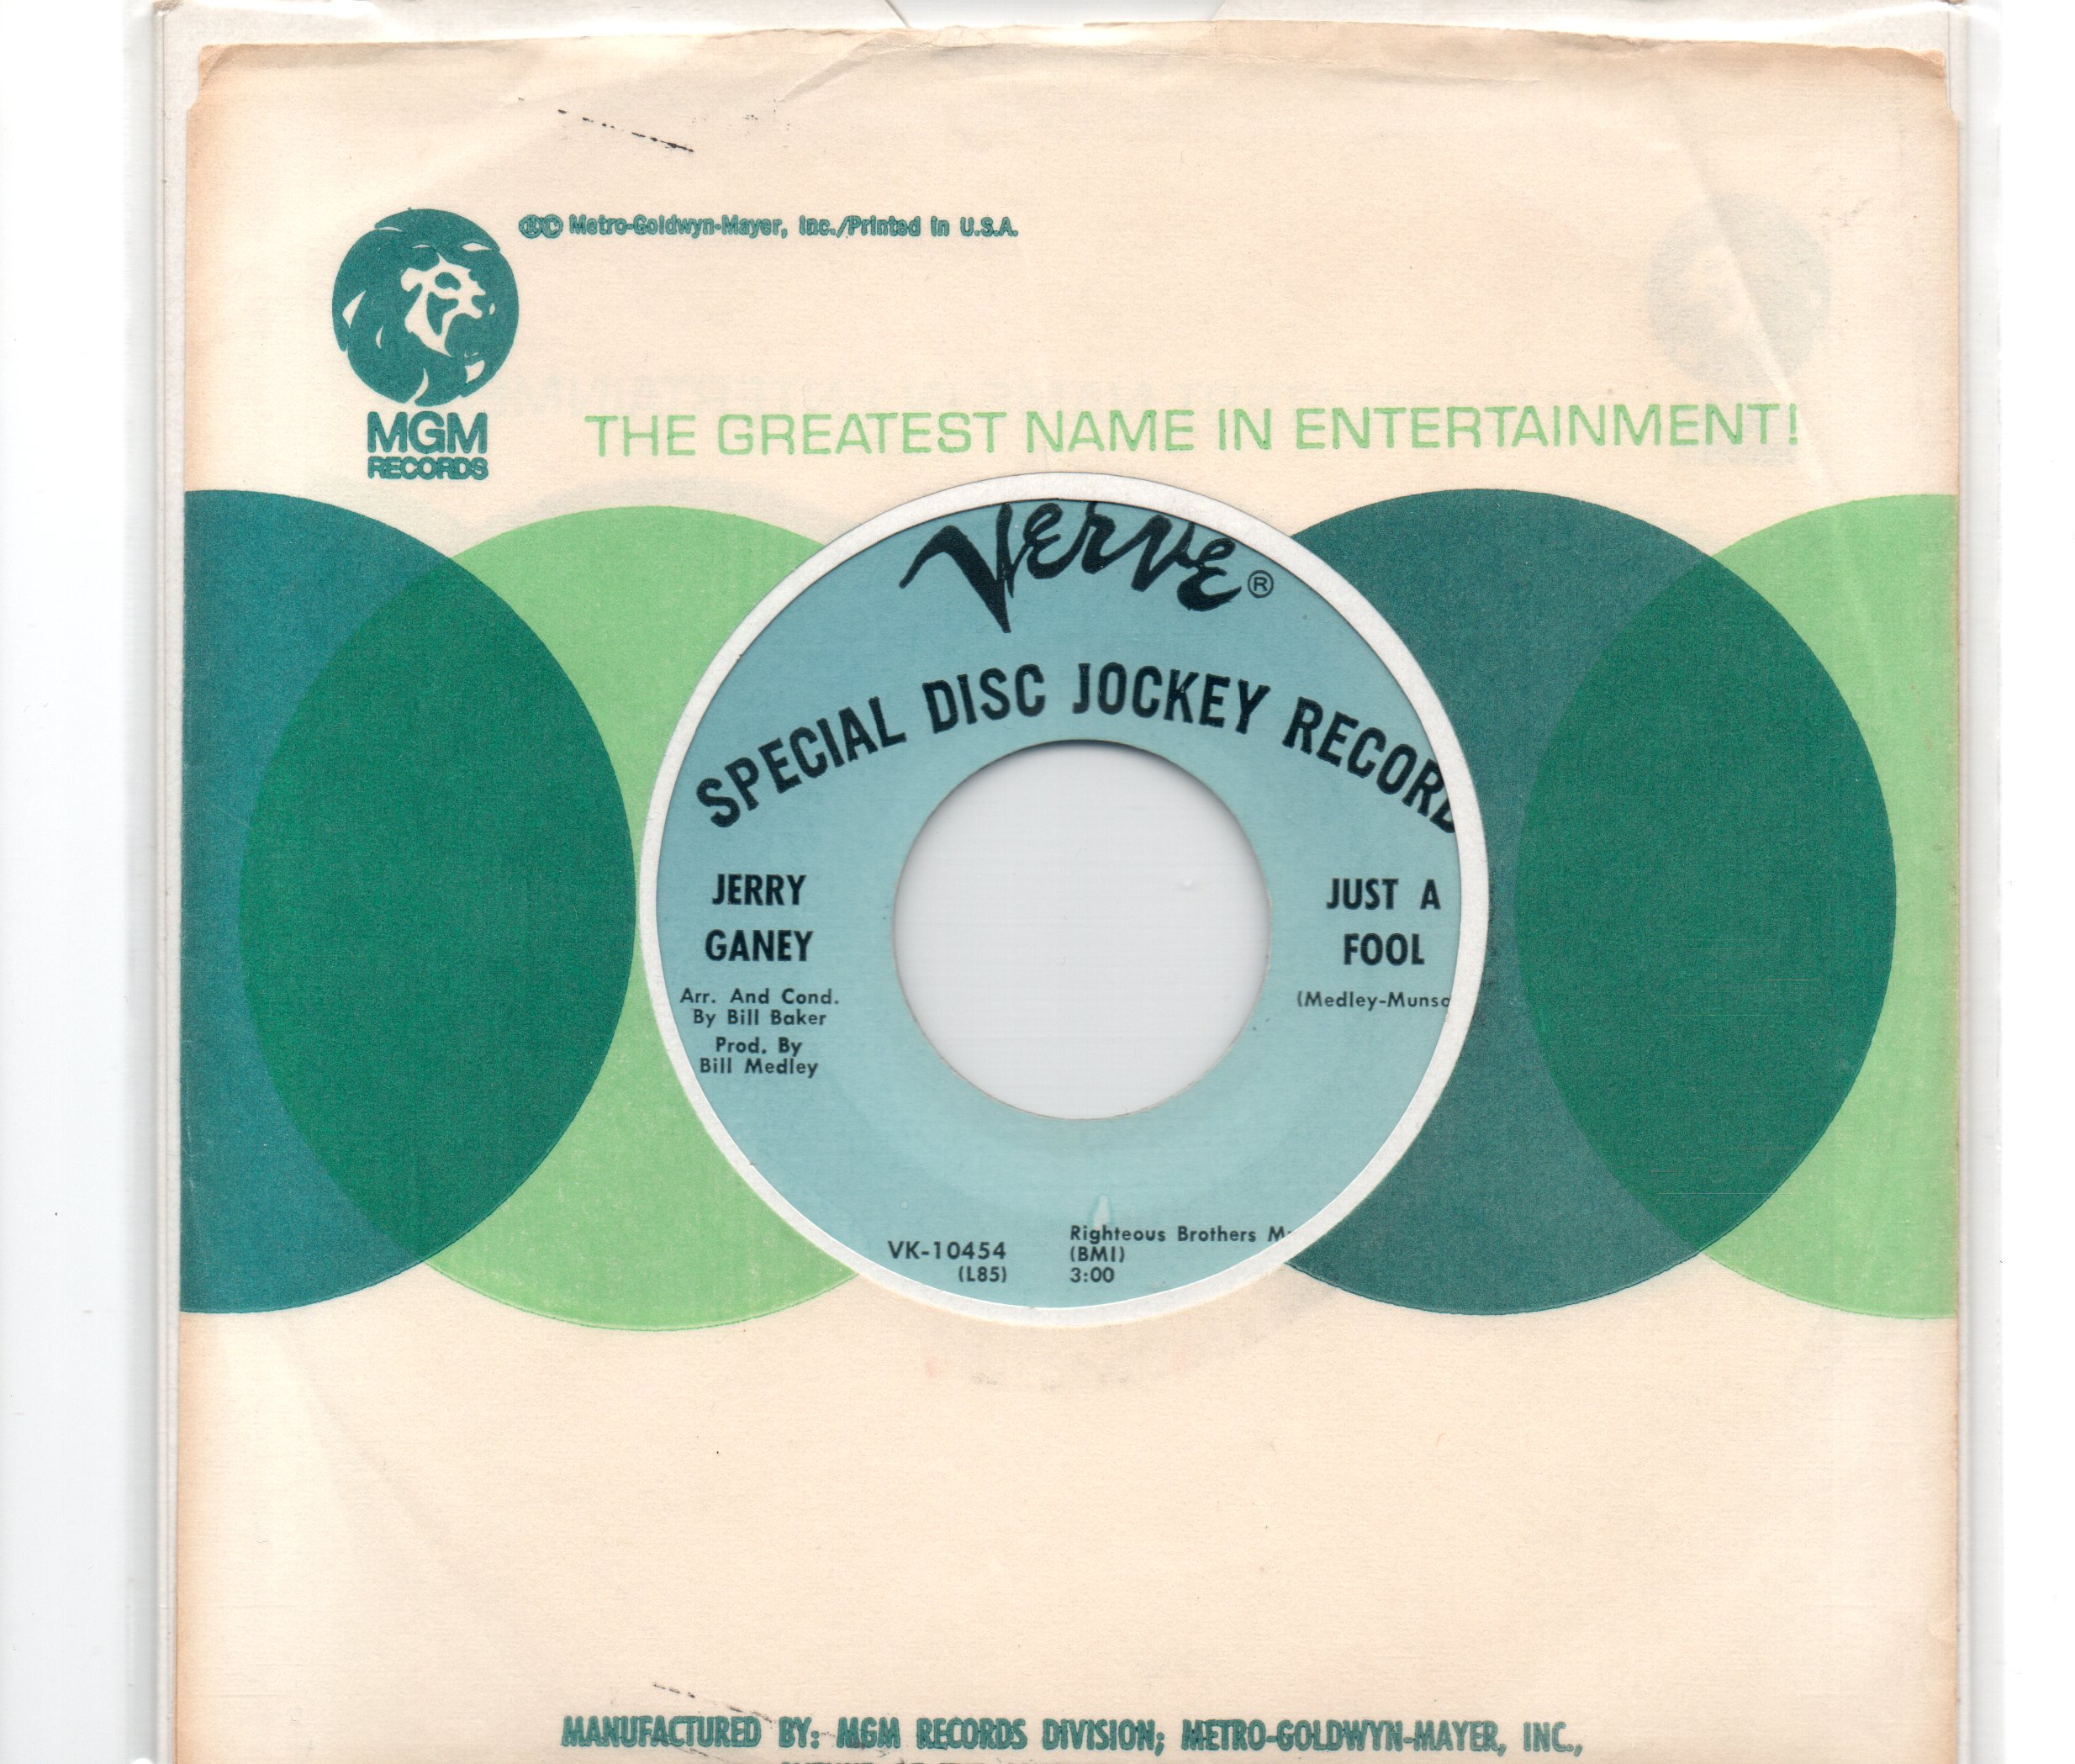 ®© Metro-Goldwyn-Mayer, Inc./Printed in U.S.A.
MGM
RECORDS
THE GREATEST NAME IN ENTERTAINMENT!
Verve®
SPECIAL DISC JOCKEY RECORD
JERRY
GANEY
Arr. And Cond.
By Bill Baker
Prod. By
Bill Medley
JUST A
FOOL
(Medley-Munso
VK-10454
(L85)
Righteous Brothers M
(BMI)
3:00
MANUFACTURED BY: MGM RECORDS DIVISION; METRO-GOLDWYN-MAYER, INC.,